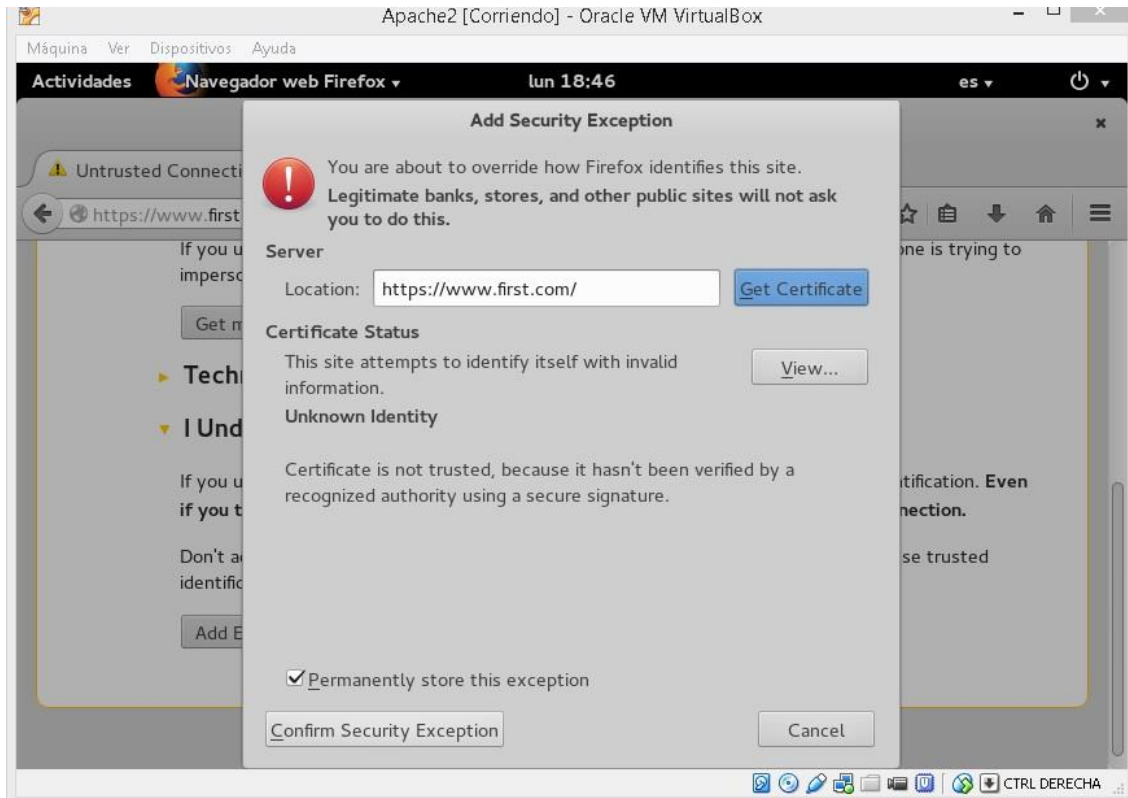 Apache2 [Corriendo] - Oracle VM VirtualBox
Máquina Ver Dispositivos Ayuda
Actividades Navegador web Firefox lun 18:46 es
Add Security Exception
Untrusted Connecti
You are about to override how Firefox identifies this site.
Legitimate banks, stores, and other public sites will not ask
you to do this.
https://www.first
If you u
one is trying to
imperso
Server
Location: https://www.first.com/ Get Certificate
Get m
Certificate Status
This site attempts to identify itself with invalid
information.
View...
Techn
Unknown Identity
I Und
Certificate is not trusted, because it hasn't been verified by a
recognized authority using a secure signature.
If you u
tification. Even
if you t
nection.
Don't a
se trusted
identific
Add E
Permanently store this exception
Confirm Security Exception Cancel
CTRL DERECHA